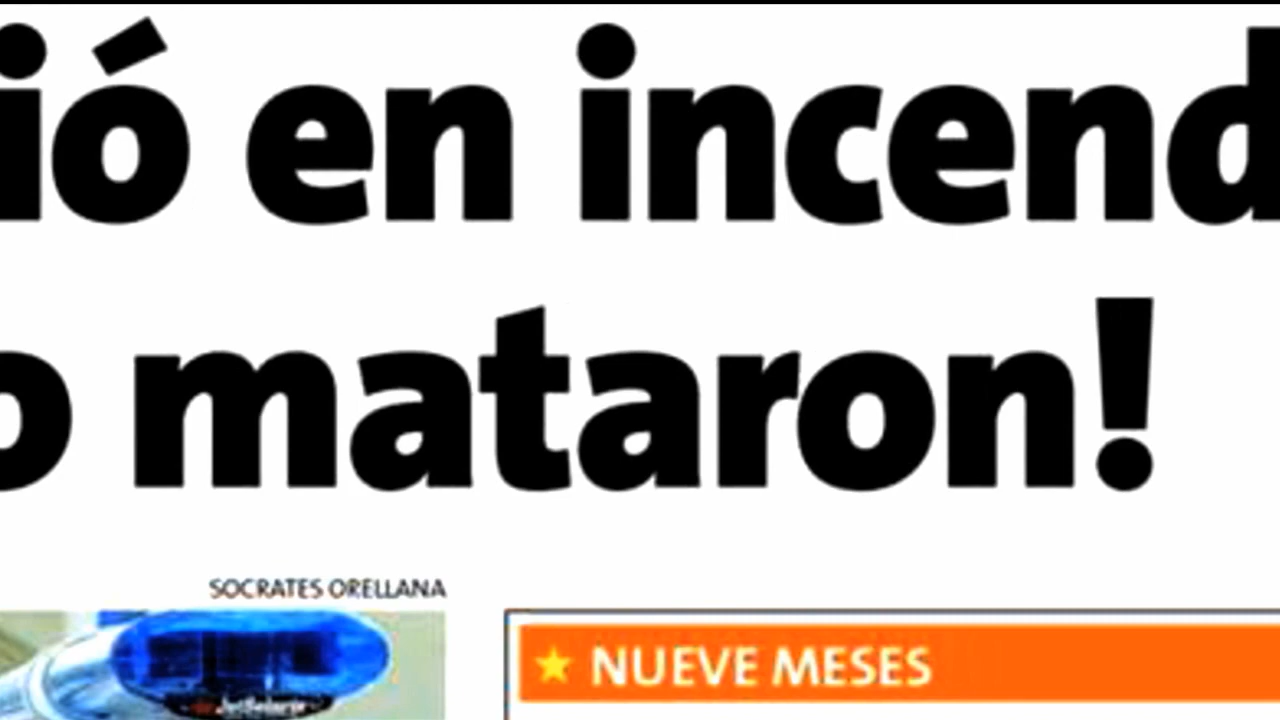 ió en incend
o mataron!
SOCRATES ORELLANA
NUEVE MESES